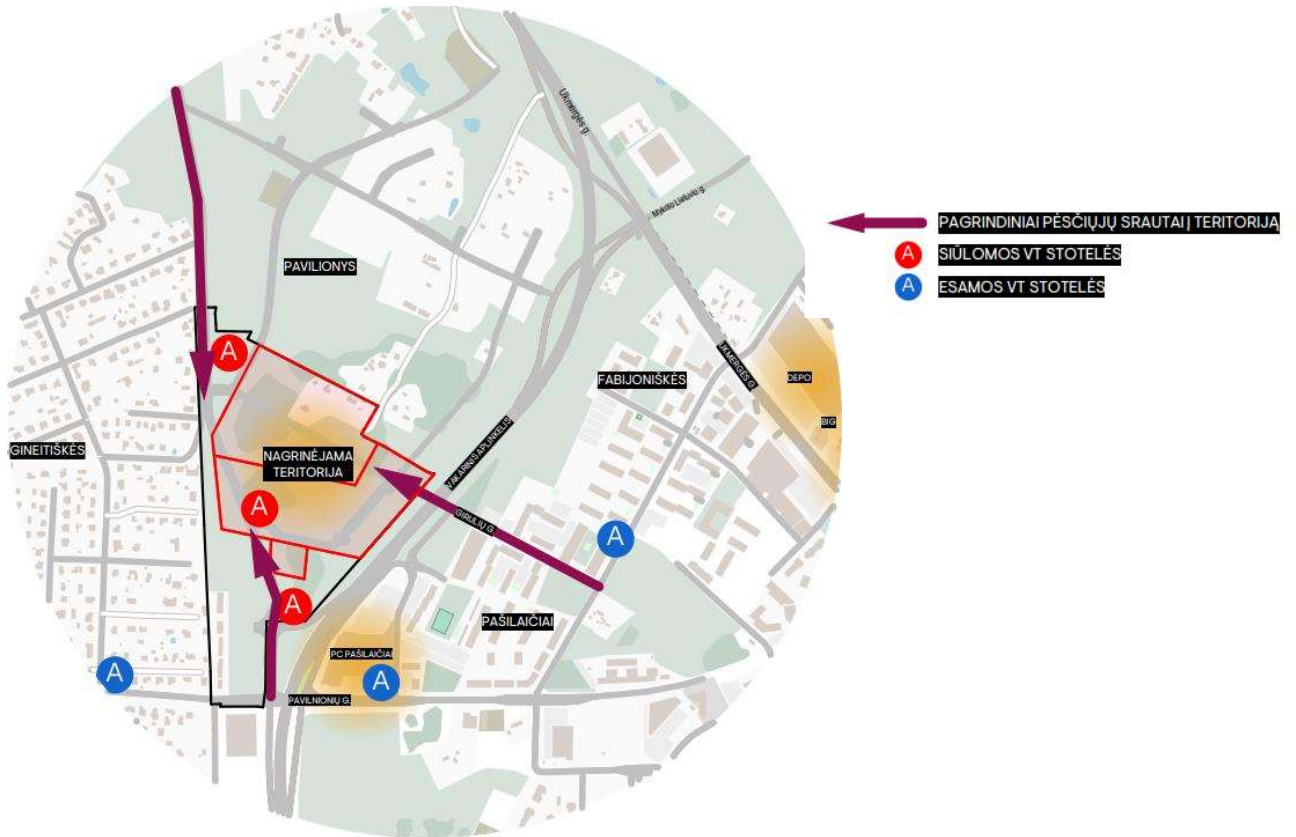 Ukmergės g.
Mykolo Lietuvio g.
PAGRINDINIAI PĖSČIŲJŲ SRAUTAI Į TERITORIJĄ
A
SIŪLOMOS VT STOTELĖS
A
ESAMOS VT STOTELĖS
PAVILIONYS
A
UKMERGĖS G.
DEPO
FABIJONIŠKĖS
BIG
VAKARINIS APLINKELIS
GINEITIŠKĖS
NAGRINĖJAMA
TERITORIJA
A
GIRULIŲ G.
A
A
PAŠILAIČIAI
PC PAŠILAIČIAI
A
A
PAVILNIONIŲ G.